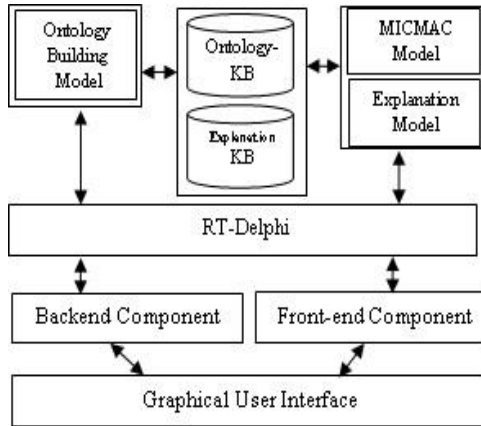 Ontology
Building
Model
Ontology-
KB
Explanation
KB
MICMAC
Model
Explanation
Model
RT-Delphi
Backend Component
Front-end Component
Graphical User Interface